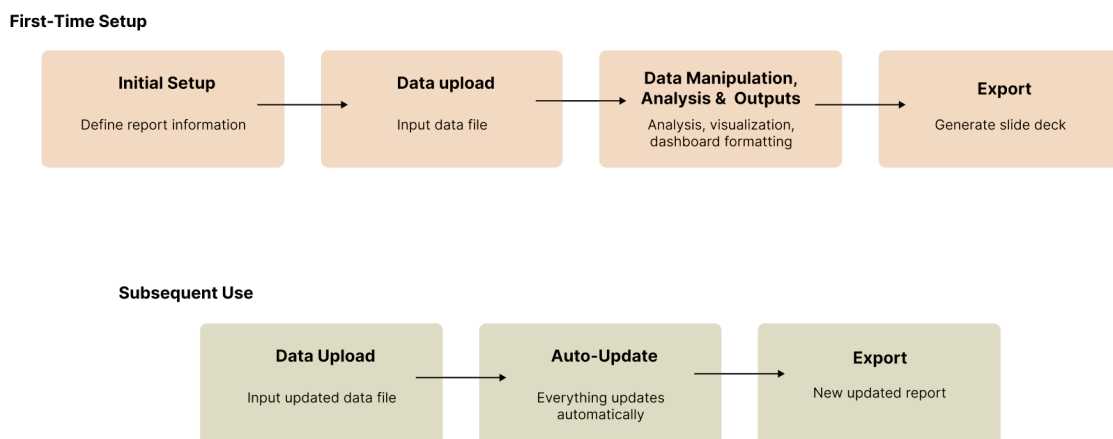 First-Time Setup
Initial Setup
Define report information
Data upload
Input data file
Data Manipulation,
Analysis & Outputs
Analysis, visualization,
dashboard formatting
Export
Generate slide deck
Subsequent Use
Data Upload
Input updated data file
Auto-Update
Everything updates
automatically
Export
New updated report